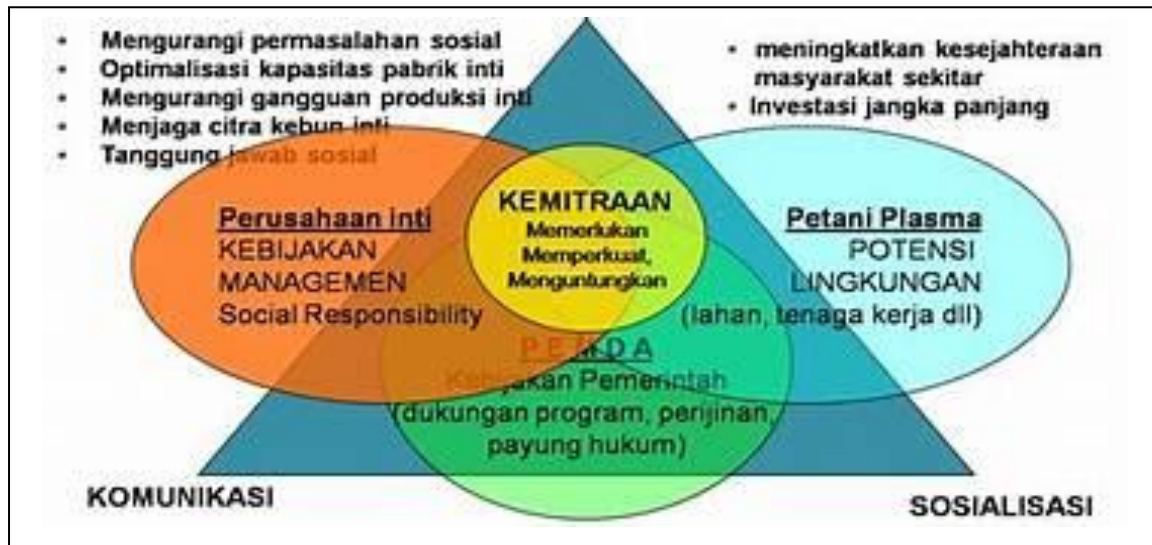 • Mengurangi permasalahan sosial
• Optimalisasi kapasitas pabrik inti
• Mengurangi gangguan produksi inti
• Menjaga citra kebun inti
• Tanggung jawab sosial
• meningkatkan kesejahteraan
masyarakat sekitar
• Investasi jangka panjang
Perusahaan inti
KEBIJAKAN
MANAGEMEN
Social Responsibility
KEMITRAAN
Memerlukan
Memperkuat,
Menguntungkan
Petani Plasma
POTENSI
LINGKUNGAN
(lahan, tenaga kerja dll)
P E M D A
Kebijakan Pemerintah
(dukungan program, perijinan,
payung hukum)
KOMUNIKASI
SOSIALISASI